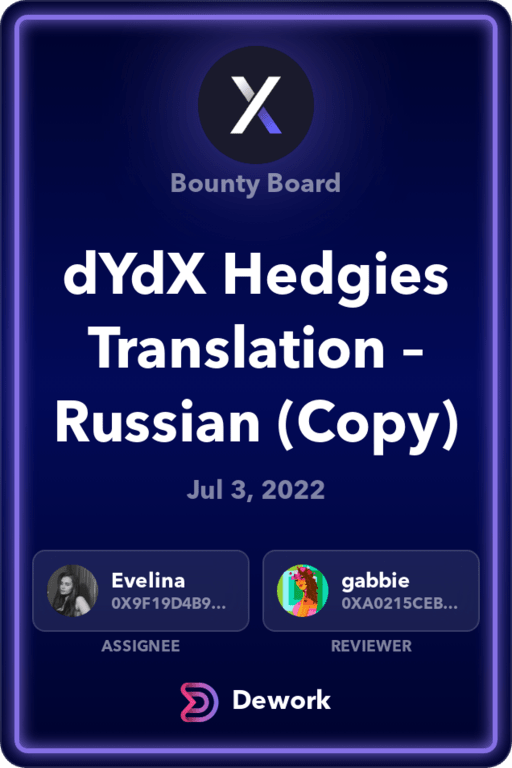 Bounty Board
dYdX Hedgies
Translation –
Russian (Copy)
Jul 3, 2022
Evelina
0X9F19D4B9...
gabbie
0XA0215CEB...
ASSIGNEE
REVIEWER
Dework